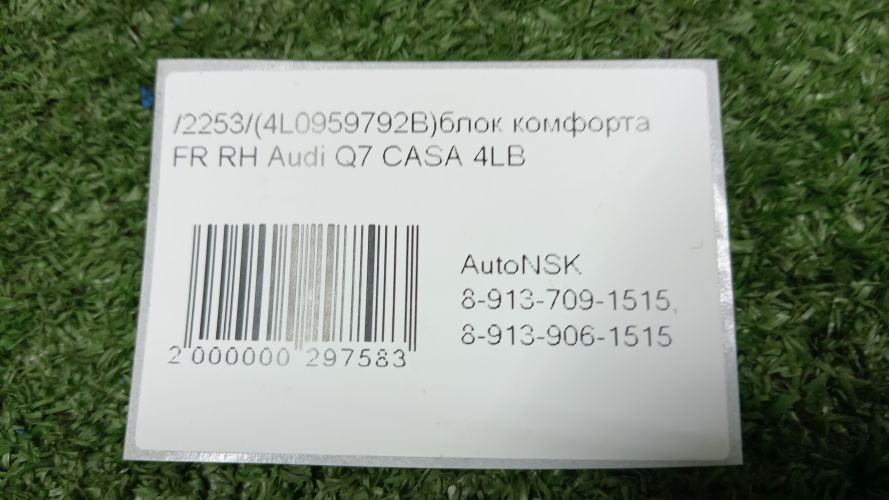 /2253/(4L0959792B)блок комфорта
FR RH Audi Q7 CASA 4LB
AutoNSK
8-913-709-1515,
8-913-906-1515
2 000000 297583